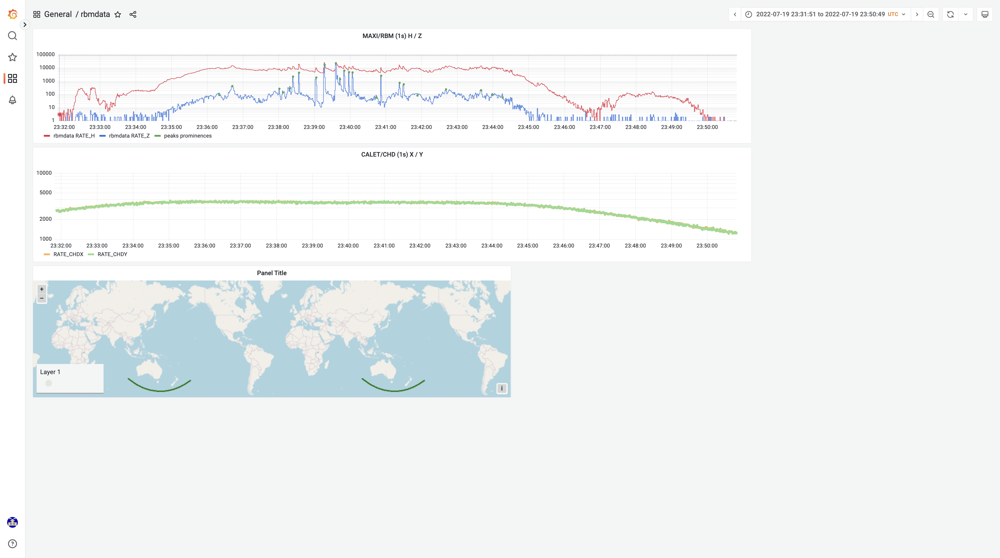 General / rbmdata
2022-07-19 23:31:51 to 2022-07-19 23:50:49 UTC
MAXI/RBM (1s) H / Z
100000
10000
1000
100
10
1
23:32:00 23:33:00 23:34:00 23:35:00 23:36:00 23:37:00 23:38:00 23:39:00 23:40:00 23:41:00 23:42:00 23:43:00 23:44:00 23:45:00 23:46:00 23:47:00 23:48:00 23:49:00 23:50:00
rbmdata RATE_H rbmdata RATE_Z peaks prominences
CALET/CHD (1s) X / Y
10000
5000
2000
1000
23:32:00 23:33:00 23:34:00 23:35:00 23:36:00 23:37:00 23:38:00 23:39:00 23:40:00 23:41:00 23:42:00 23:43:00 23:44:00 23:45:00 23:46:00 23:47:00 23:48:00 23:49:00 23:50:00
RATE_CHDX RATE_CHDY
Panel Title
+
−
Layer 1
i